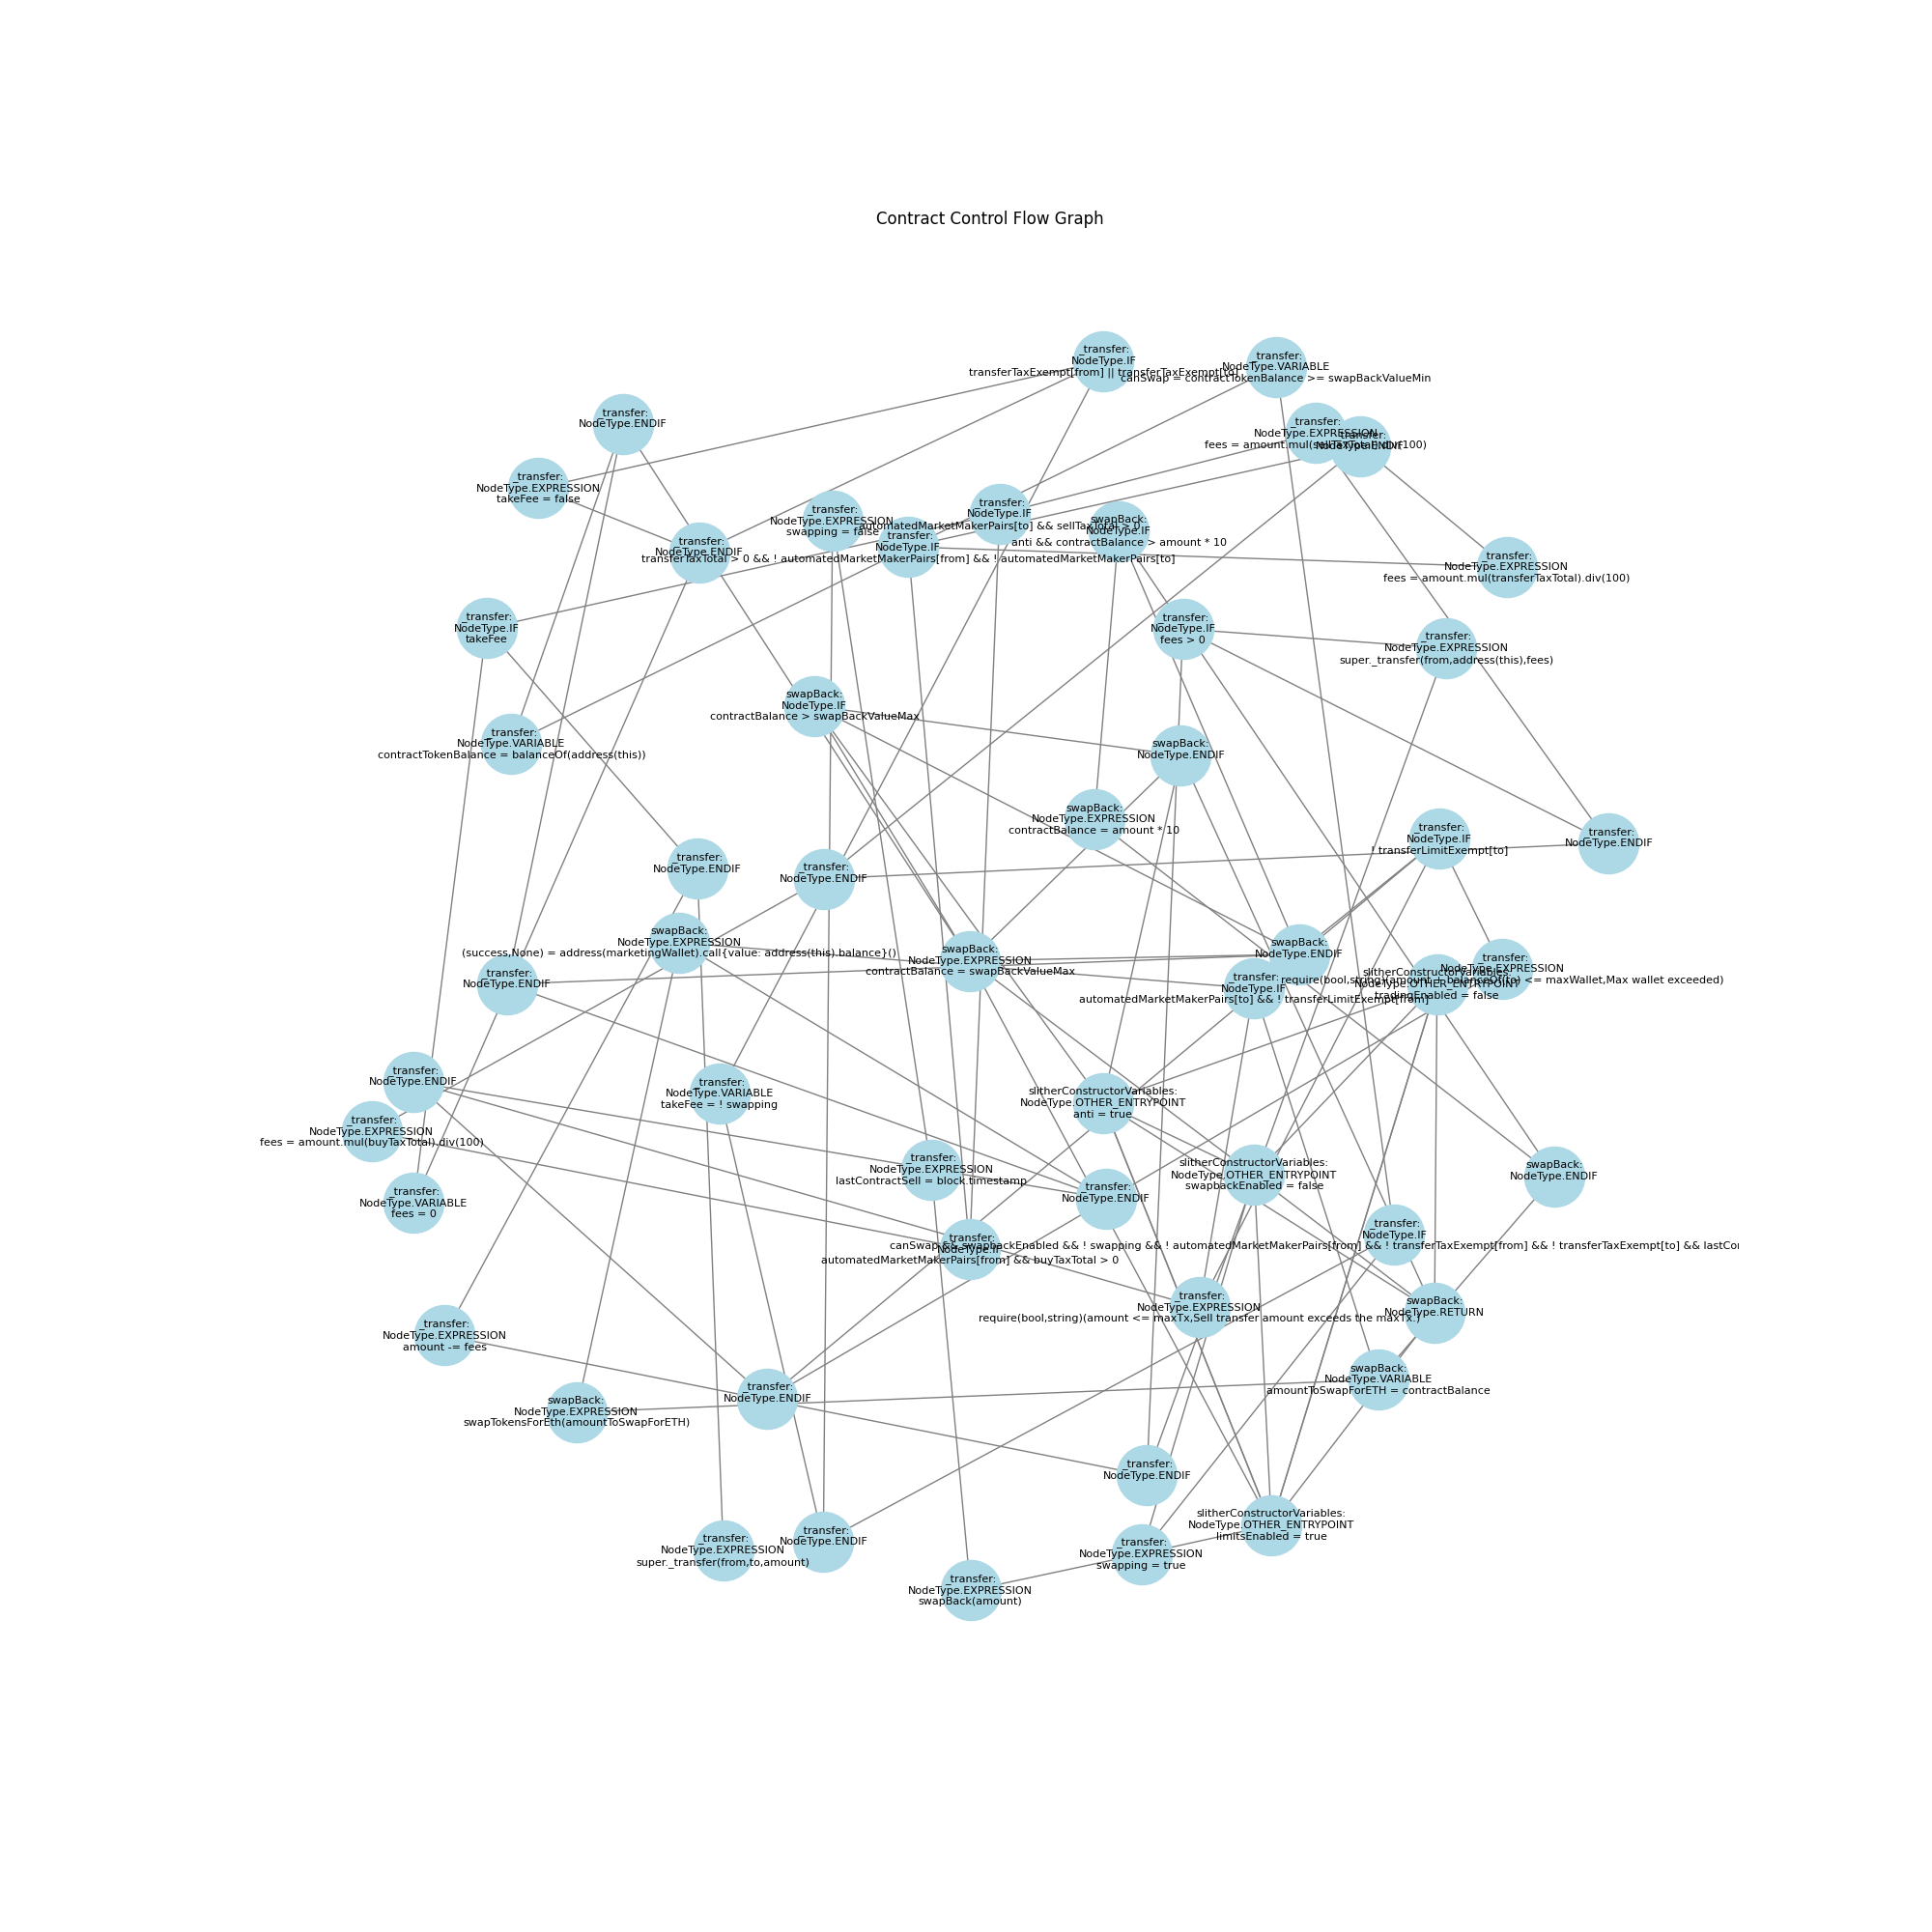 Contract Control Flow Graph
_transfer:
NodeType.IF
transferTaxExempt[from] || transferTaxExempt[to]
_transfer:
NodeType.VARIABLE
canSwap = contractTokenBalance >= swapBackValueMin
_transfer:
NodeType.ENDIF
_transfer:
NodeType.EXPRESSION
fees = amount.mul(sellTaxTotal).div(100)
_transfer:
NodeType.ENDIF
_transfer:
NodeType.EXPRESSION
takeFee = false
_transfer:
NodeType.EXPRESSION
swapping = false
_transfer:
NodeType.IF
automatedMarketMakerPairs[to] && sellTaxTotal > 0
swapBack:
NodeType.IF
anti && contractBalance > amount * 10
_transfer:
NodeType.ENDIF
_transfer:
NodeType.IF
transferTaxTotal > 0 && ! automatedMarketMakerPairs[from] && ! automatedMarketMakerPairs[to]
_transfer:
NodeType.EXPRESSION
fees = amount.mul(transferTaxTotal).div(100)
_transfer:
NodeType.IF
takeFee
_transfer:
NodeType.IF
fees > 0
_transfer:
NodeType.EXPRESSION
super._transfer(from,address(this),fees)
swapBack:
NodeType.IF
contractBalance > swapBackValueMax
_transfer:
NodeType.VARIABLE
contractTokenBalance = balanceOf(address(this))
swapBack:
NodeType.ENDIF
swapBack:
NodeType.EXPRESSION
contractBalance = amount * 10
_transfer:
NodeType.IF
! transferLimitExempt[to]
_transfer:
NodeType.ENDIF
_transfer:
NodeType.ENDIF
_transfer:
NodeType.ENDIF
swapBack:
NodeType.EXPRESSION
(success,None) = address(marketingWallet).call{value: address(this).balance}()
swapBack:
NodeType.EXPRESSION
contractBalance = swapBackValueMax
swapBack:
NodeType.ENDIF
_transfer:
NodeType.EXPRESSION
require(bool,string)(amount + balanceOf(to) <= maxWallet,Max wallet exceeded)
slitherConstructorVariables:
NodeType.OTHER_ENTRYPOINT
tradingEnabled = false
_transfer:
NodeType.ENDIF
_transfer:
NodeType.IF
automatedMarketMakerPairs[to] && ! transferLimitExempt[from]
_transfer:
NodeType.ENDIF
_transfer:
NodeType.VARIABLE
takeFee = ! swapping
slitherConstructorVariables:
NodeType.OTHER_ENTRYPOINT
anti = true
_transfer:
NodeType.EXPRESSION
fees = amount.mul(buyTaxTotal).div(100)
_transfer:
NodeType.EXPRESSION
lastContractSell = block.timestamp
slitherConstructorVariables:
NodeType.OTHER_ENTRYPOINT
swapbackEnabled = false
swapBack:
NodeType.ENDIF
_transfer:
NodeType.VARIABLE
fees = 0
_transfer:
NodeType.ENDIF
_transfer:
NodeType.IF
canSwap && swapbackEnabled && ! swapping && ! automatedMarketMakerPairs[from] && ! transferTaxExempt[from] && ! transferTaxExempt[to] && lastCo
_transfer:
NodeType.IF
automatedMarketMakerPairs[from] && buyTaxTotal > 0
_transfer:
NodeType.EXPRESSION
require(bool,string)(amount <= maxTx,Sell transfer amount exceeds the maxTx.)
swapBack:
NodeType.RETURN
_transfer:
NodeType.EXPRESSION
amount -= fees
swapBack:
NodeType.VARIABLE
amountToSwapForETH = contractBalance
_transfer:
NodeType.ENDIF
swapBack:
NodeType.EXPRESSION
swapTokensForEth(amountToSwapForETH)
_transfer:
NodeType.ENDIF
slitherConstructorVariables:
NodeType.OTHER_ENTRYPOINT
limitsEnabled = true
_transfer:
NodeType.ENDIF
_transfer:
NodeType.EXPRESSION
super._transfer(from,to,amount)
_transfer:
NodeType.EXPRESSION
swapping = true
_transfer:
NodeType.EXPRESSION
swapBack(amount)